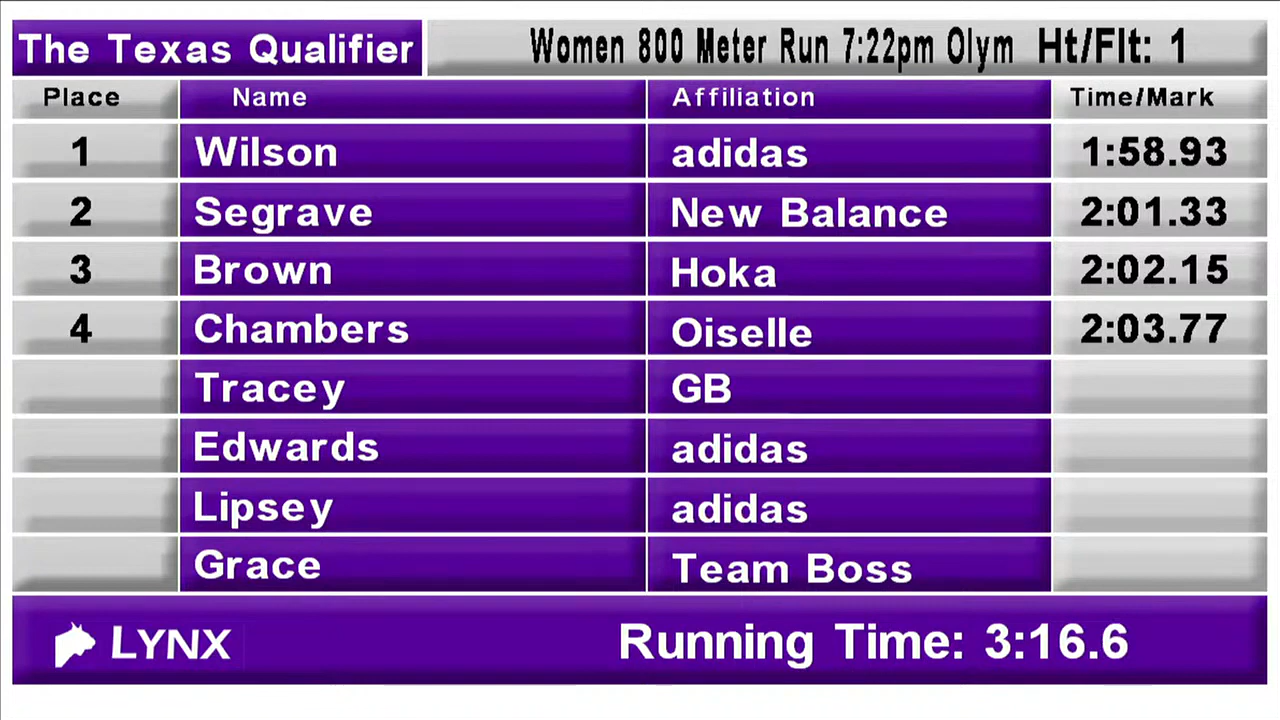 The Texas Qualifier Women 800 Meter Run 7:22pm Olym Ht/Flt: 1
Place Name Affiliation Time/Mark
1 Wilson adidas 1:58.93
2 Segrave New Balance 2:01.33
3 Brown Hoka 2:02.15
4 Chambers Oiselle 2:03.77
Tracey GB
Edwards adidas
Lipsey adidas
Grace Team Boss
LYNX Running Time: 3:16.6